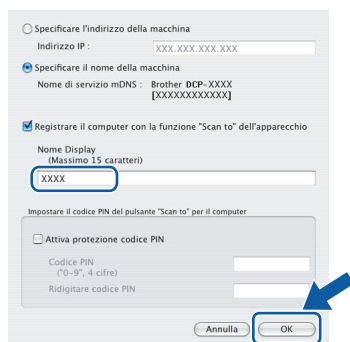 Specificare l'indirizzo della macchina
Indirizzo IP : XXX.XXX.XXX.XXX
Specificare il nome della macchina
Nome di servizio mDNS : Brother DCP-XXXX
[XXXXXXXXXXXX]
Registrare il computer con la funzione "Scan to" dell'apparecchio
Nome Display
(Massimo 15 caratteri)
XXXX
Impostare il codice PIN del pulsante "Scan to" per il computer
Attiva protezione codice PIN
Codice PIN
("0-9", 4 cifre)
Ridigitare codice PIN
Annulla OK